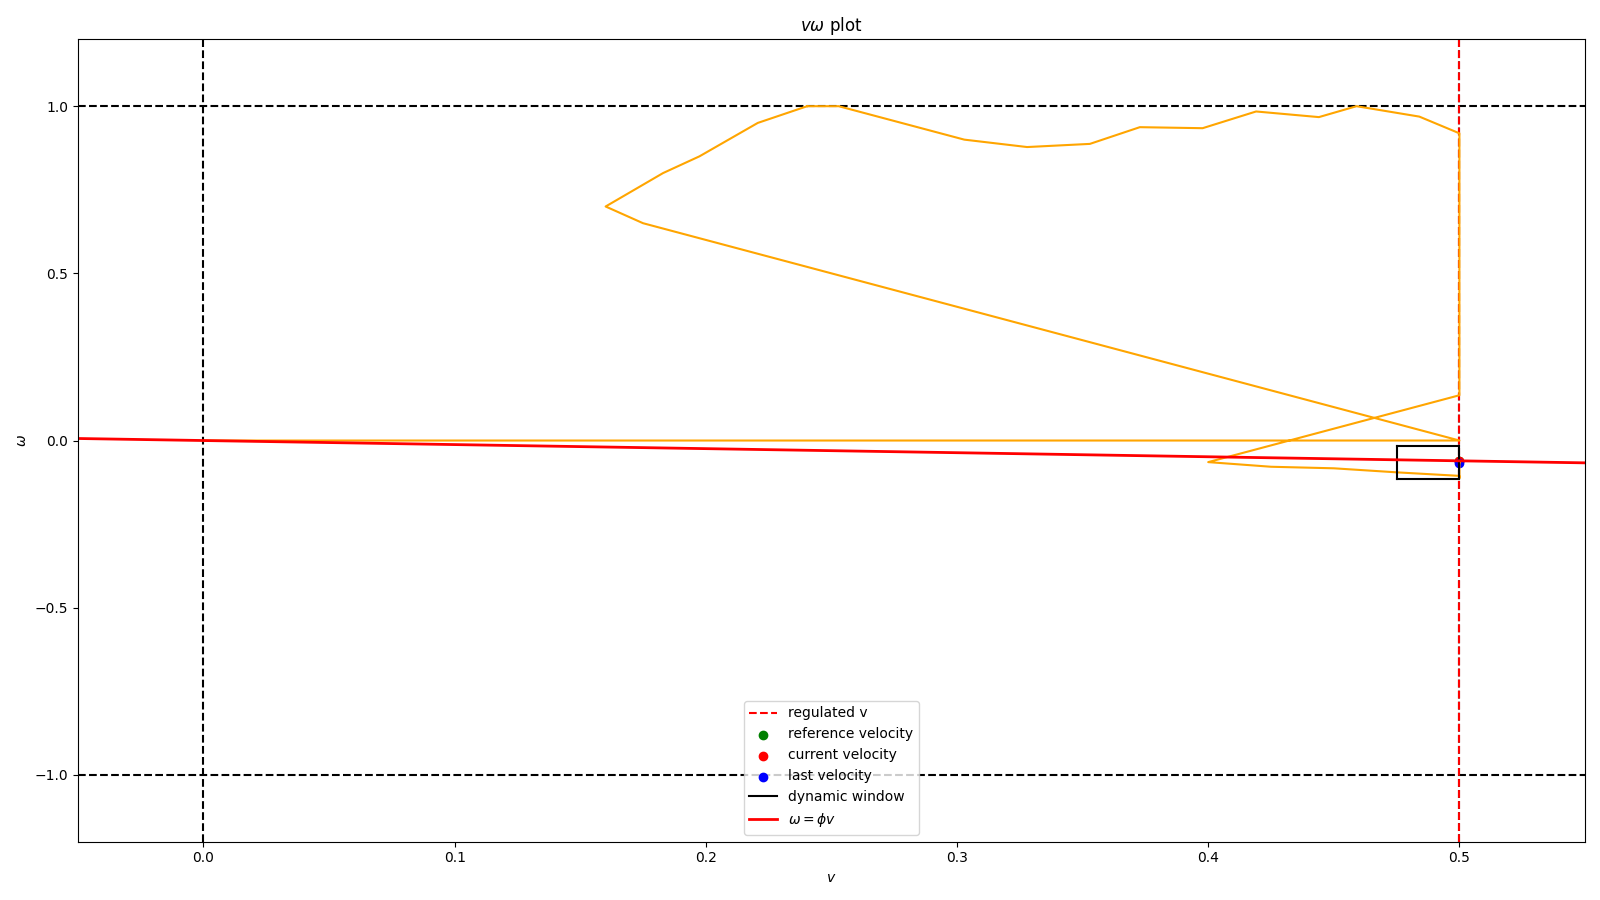 vω plot
1.0
0.5
0.0
−0.5
−1.0
ω
0.0 0.1 0.2 0.3 0.4 0.5
v
regulated v
reference velocity
current velocity
last velocity
dynamic window
ω = ϕv